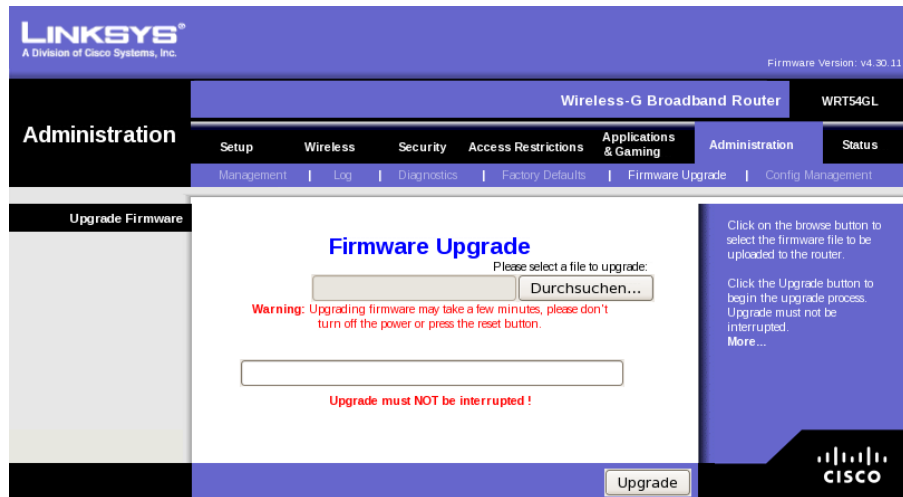 LINKSYS®
A Division of Cisco Systems, Inc.
Firmware Version: v4.30.11
Wireless-G Broadband Router
WRT54GL
Administration
Setup
Wireless
Security
Access Restrictions
Applications
& Gaming
Administration
Status
Management | Log | Diagnostics | Factory Defaults | Firmware Upgrade | Config Management
Upgrade Firmware
Firmware Upgrade
Please select a file to upgrade:
Durchsuchen...
Warning: Upgrading firmware may take a few minutes, please don't
turn off the power or press the reset button.
Upgrade must NOT be interrupted !
Click on the browse button to
select the firmware file to be
uploaded to the router.
Click the Upgrade button to
begin the upgrade process.
Upgrade must not be
interrupted.
More...
Upgrade
CISCO